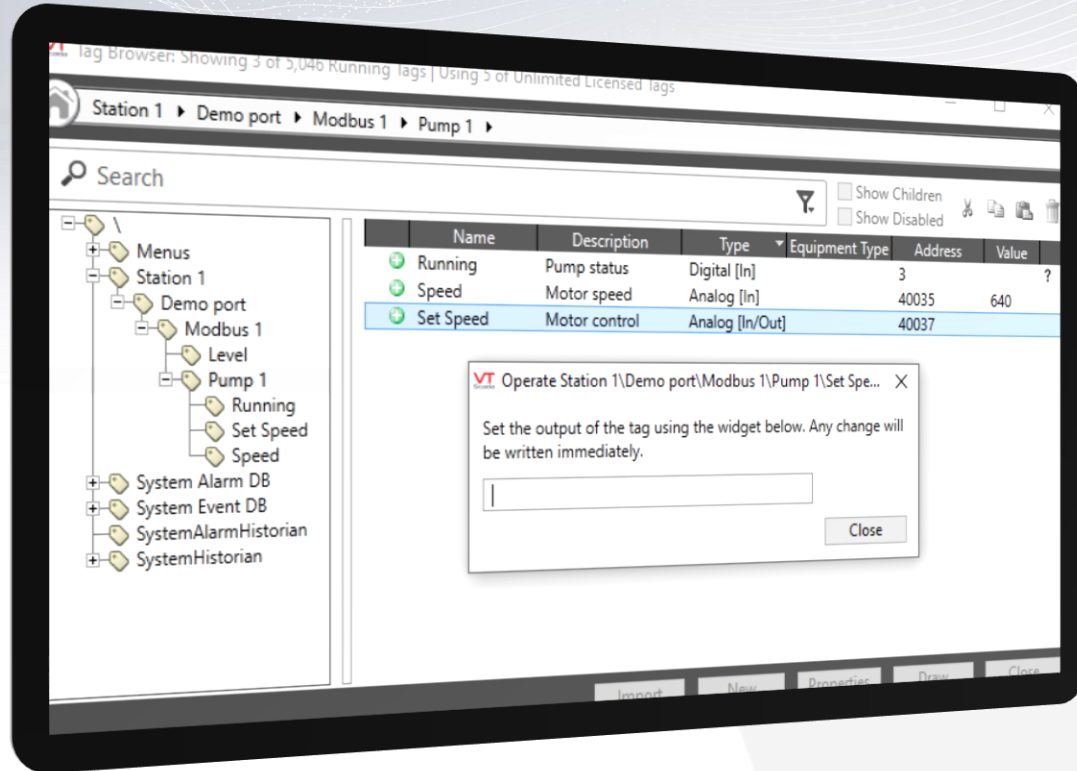 VT
Tag Browser: Showing 3 of 5,046 Running Tags | Using 5 of Unlimited Licensed Tags
Station 1 Demo port Modbus 1 Pump 1
Search
Show Children
Show Disabled
\
Menus
Station 1
Demo port
Modbus 1
Level
Pump 1
Running
Set Speed
Speed
System Alarm DB
System Event DB
SystemAlarmHistorian
SystemHistorian
Name Description Type Equipment Type Address Value
Running Pump status Digital [In] 3 ?
Speed Motor speed Analog [In] 40035 640
Set Speed Motor control Analog [In/Out] 40037
VT Operate Station 1\Demo port\Modbus 1\Pump 1\Set Spe... X
Set the output of the tag using the widget below. Any change will
be written immediately.
Close
Import New Properties Draw Close